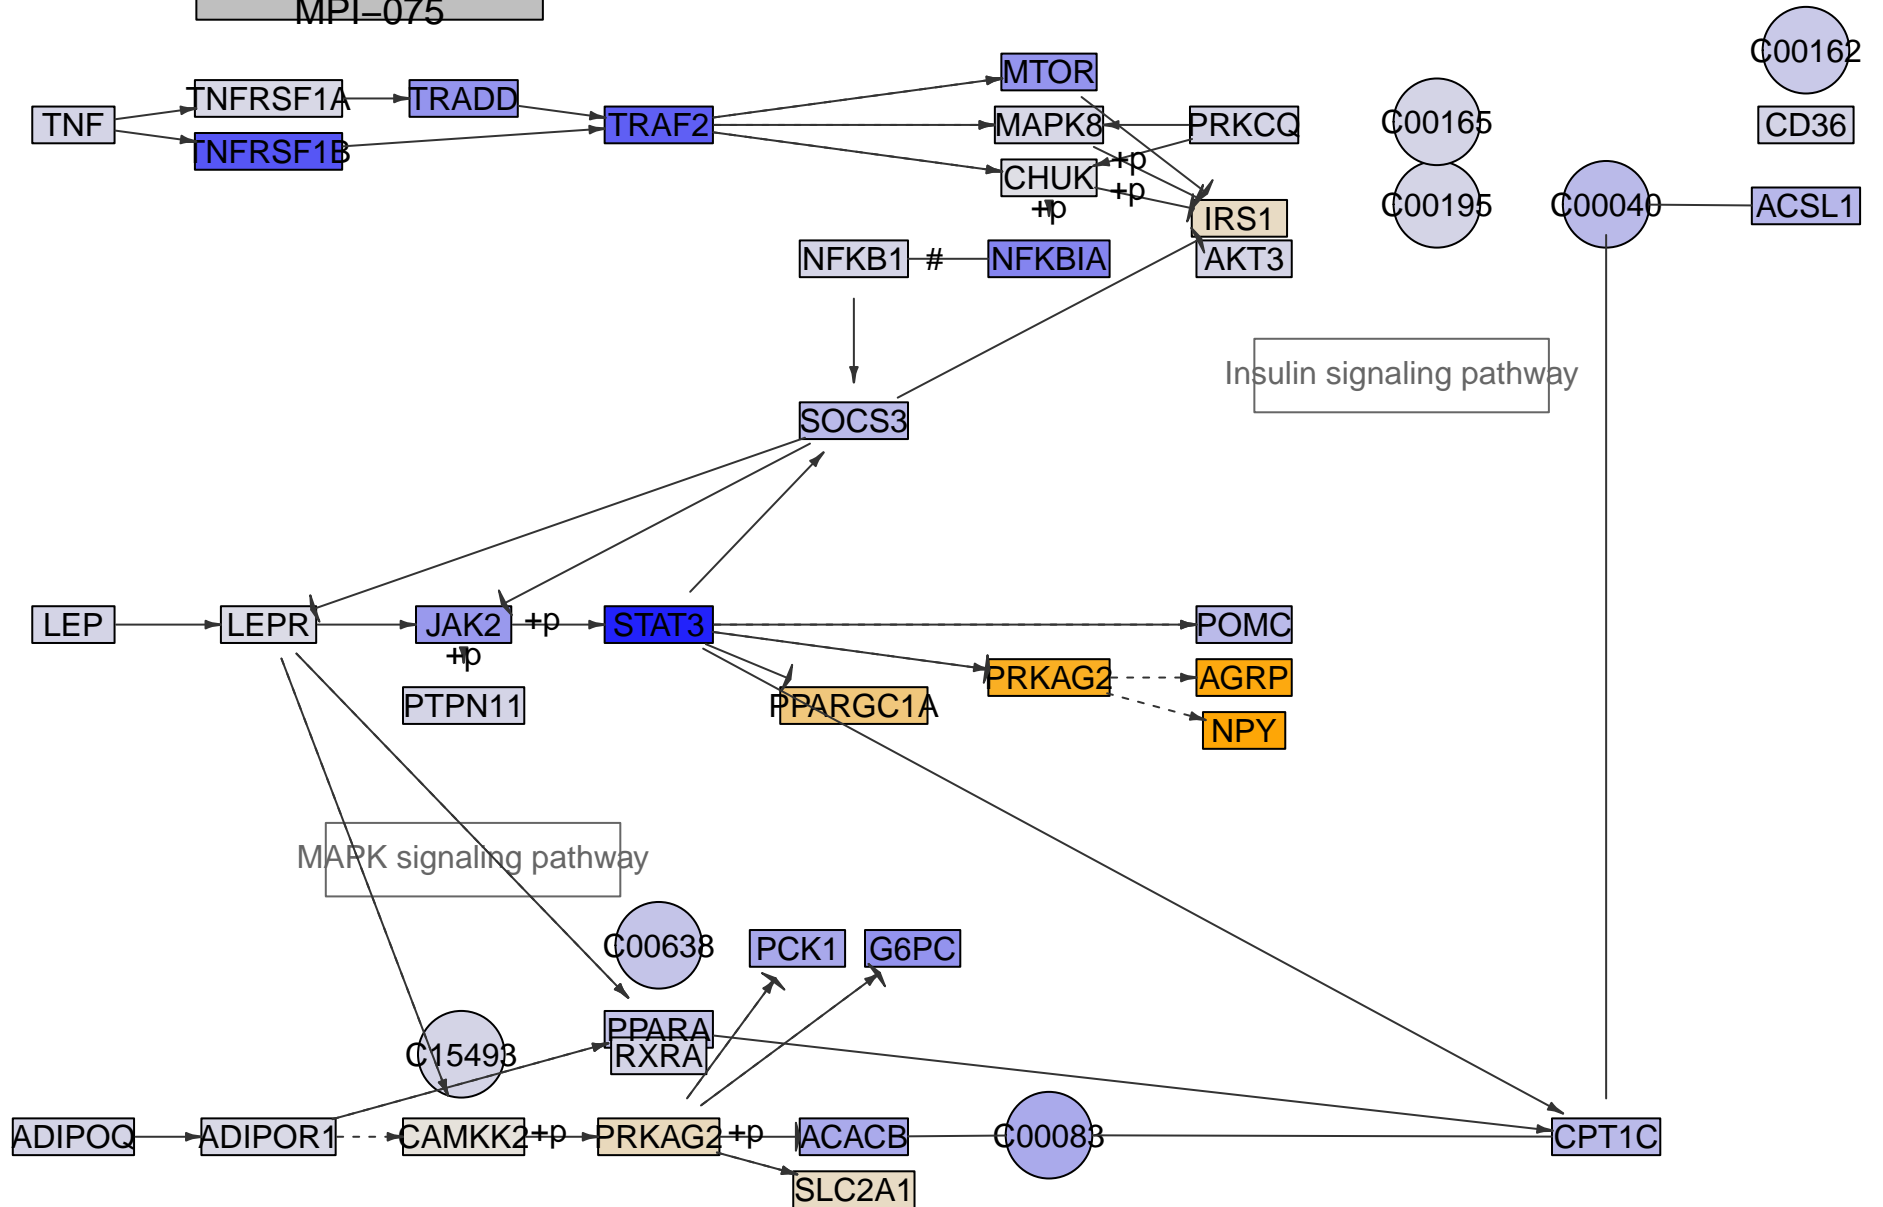 MPI–075
C00162
MTOR
TNFRSF1A
TRADD
TNF
TRAF2
MAPK8
PRKCQ
C00165
CD36
TNFRSF1B
+p
CHUK
+p
+p
IRS1
C00195
C00040
ACSL1
NFKB1
#
NFKBIA
AKT3
Insulin signaling pathway
SOCS3
LEP
LEPR
JAK2
+p
STAT3
POMC
+p
PRKAG2
AGRP
PTPN11
PPARGC1A
NPY
MAPK signaling pathway
C00638
PCK1
G6PC
PPARA
C15493
RXRA
ADIPOQ
ADIPOR1
CAMKK2
+p
PRKAG2
+p
ACACB
C00083
CPT1C
SLC2A1